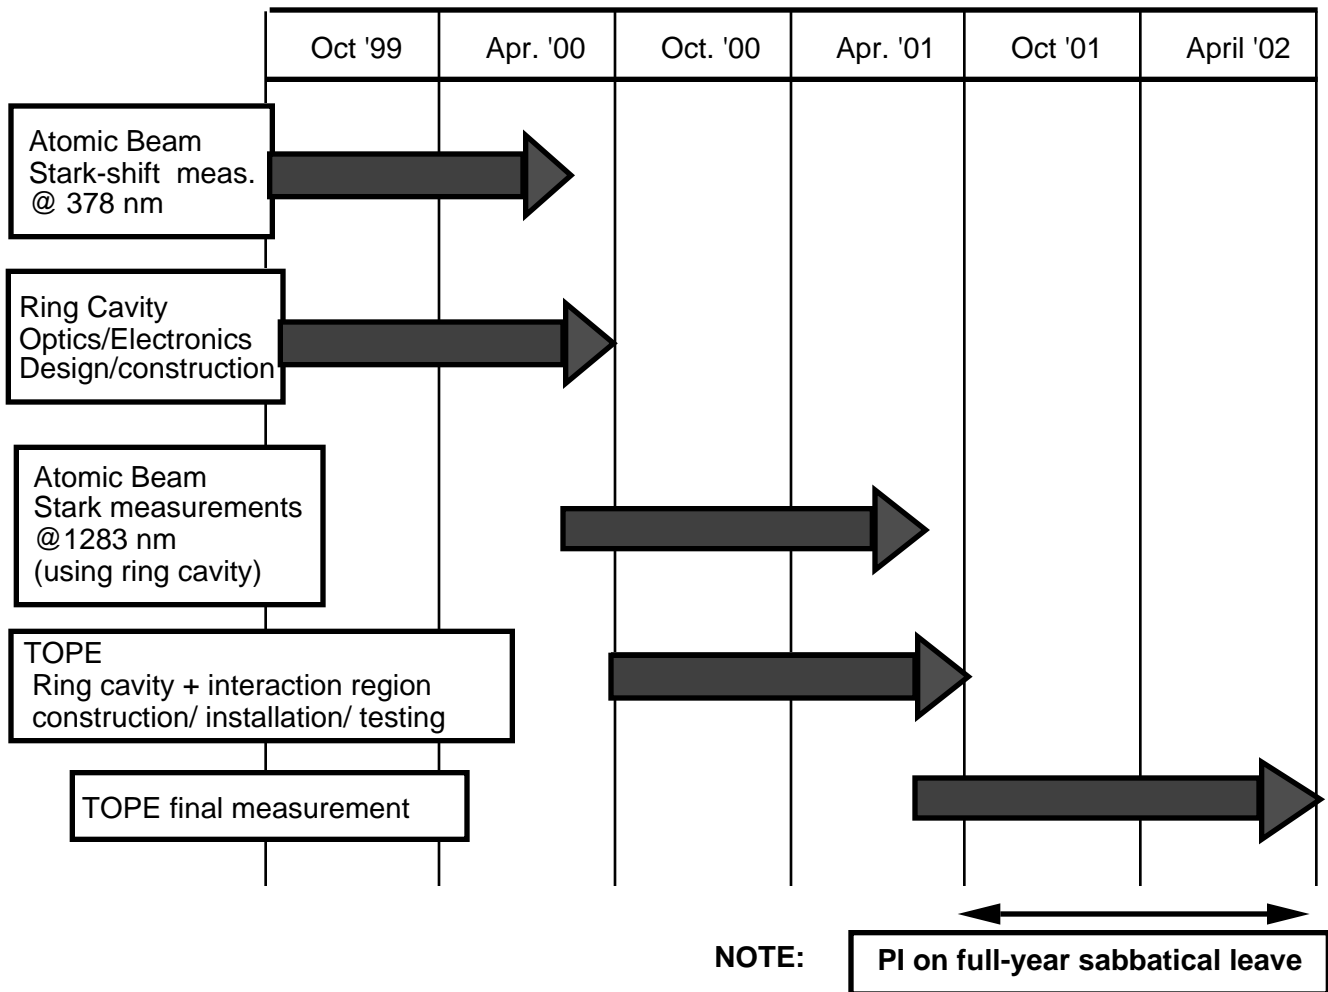 Oct '99 Apr. '00 Oct. '00 Apr. '01 Oct '01 April '02
Atomic Beam
Stark-shift meas.
@ 378 nm
Ring Cavity
Optics/Electronics
Design/construction
Atomic Beam
Stark measurements
@1283 nm
(using ring cavity)
TOPE
Ring cavity + interaction region
construction/ installation/ testing
TOPE final measurement
NOTE: PI on full-year sabbatical leave